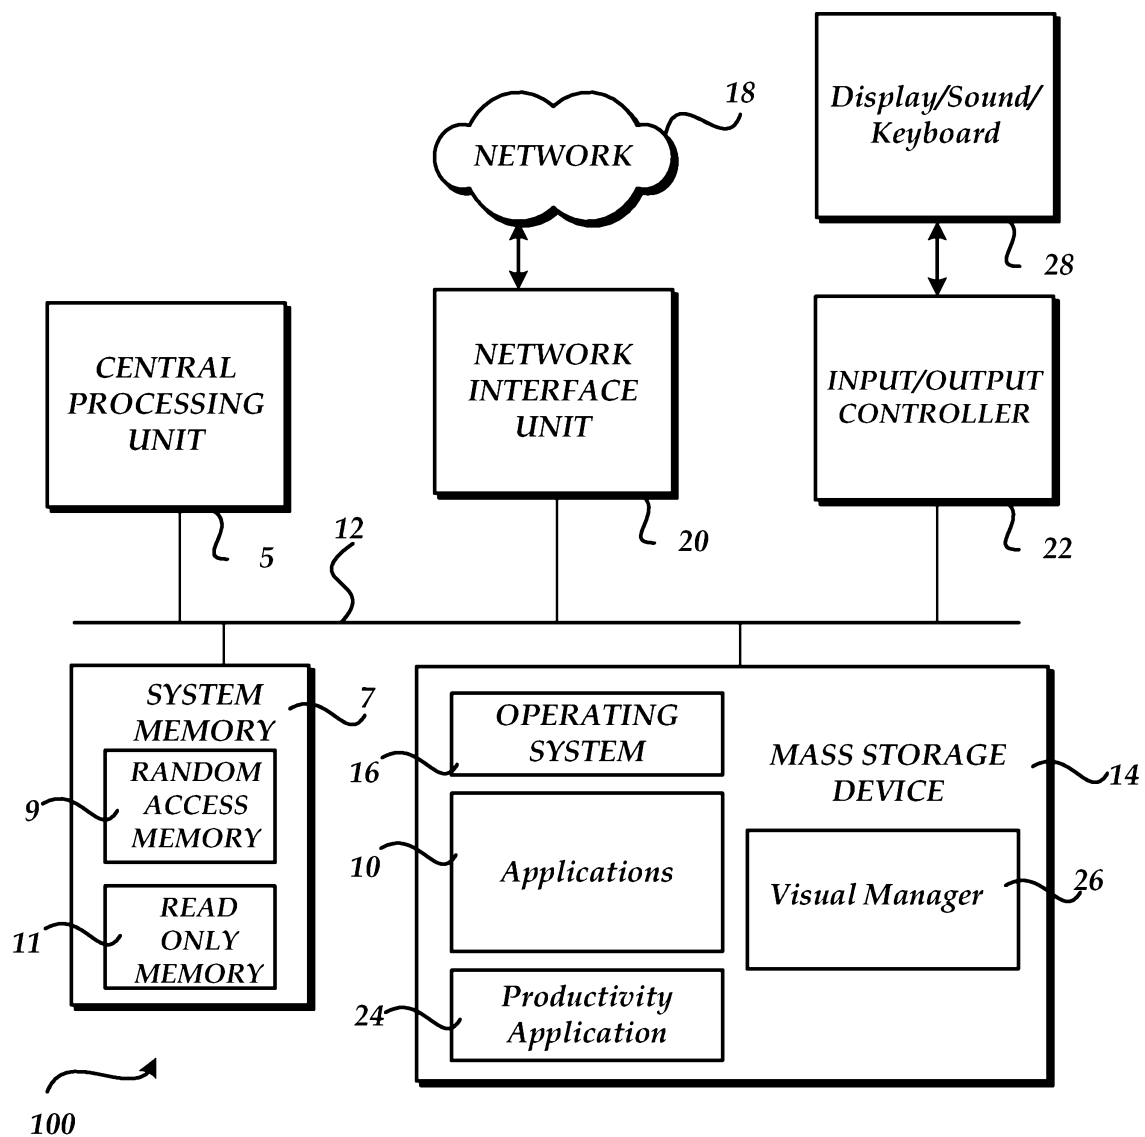 18
NETWORK
Display/Sound/
Keyboard
28
CENTRAL
PROCESSING
UNIT
5
NETWORK
INTERFACE
UNIT
20
INPUT/OUTPUT
CONTROLLER
22
12
SYSTEM
MEMORY
7
RANDOM
ACCESS
MEMORY
9
READ
ONLY
MEMORY
11
OPERATING
SYSTEM
16
MASS STORAGE
DEVICE
14
Applications
10
Visual Manager
26
Productivity
Application
24
100